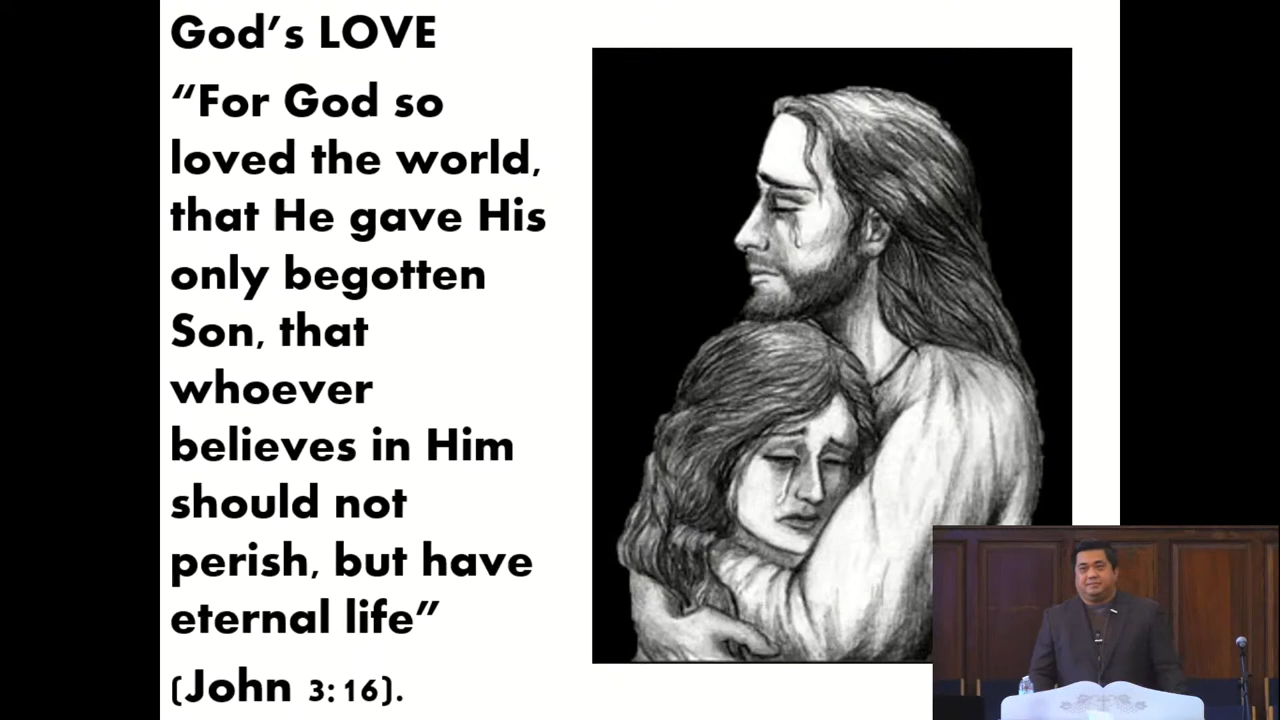 God’s LOVE
“For God so
loved the world,
that He gave His
only begotten
Son, that
whoever
believes in Him
should not
perish, but have
eternal life”
(John 3:16).